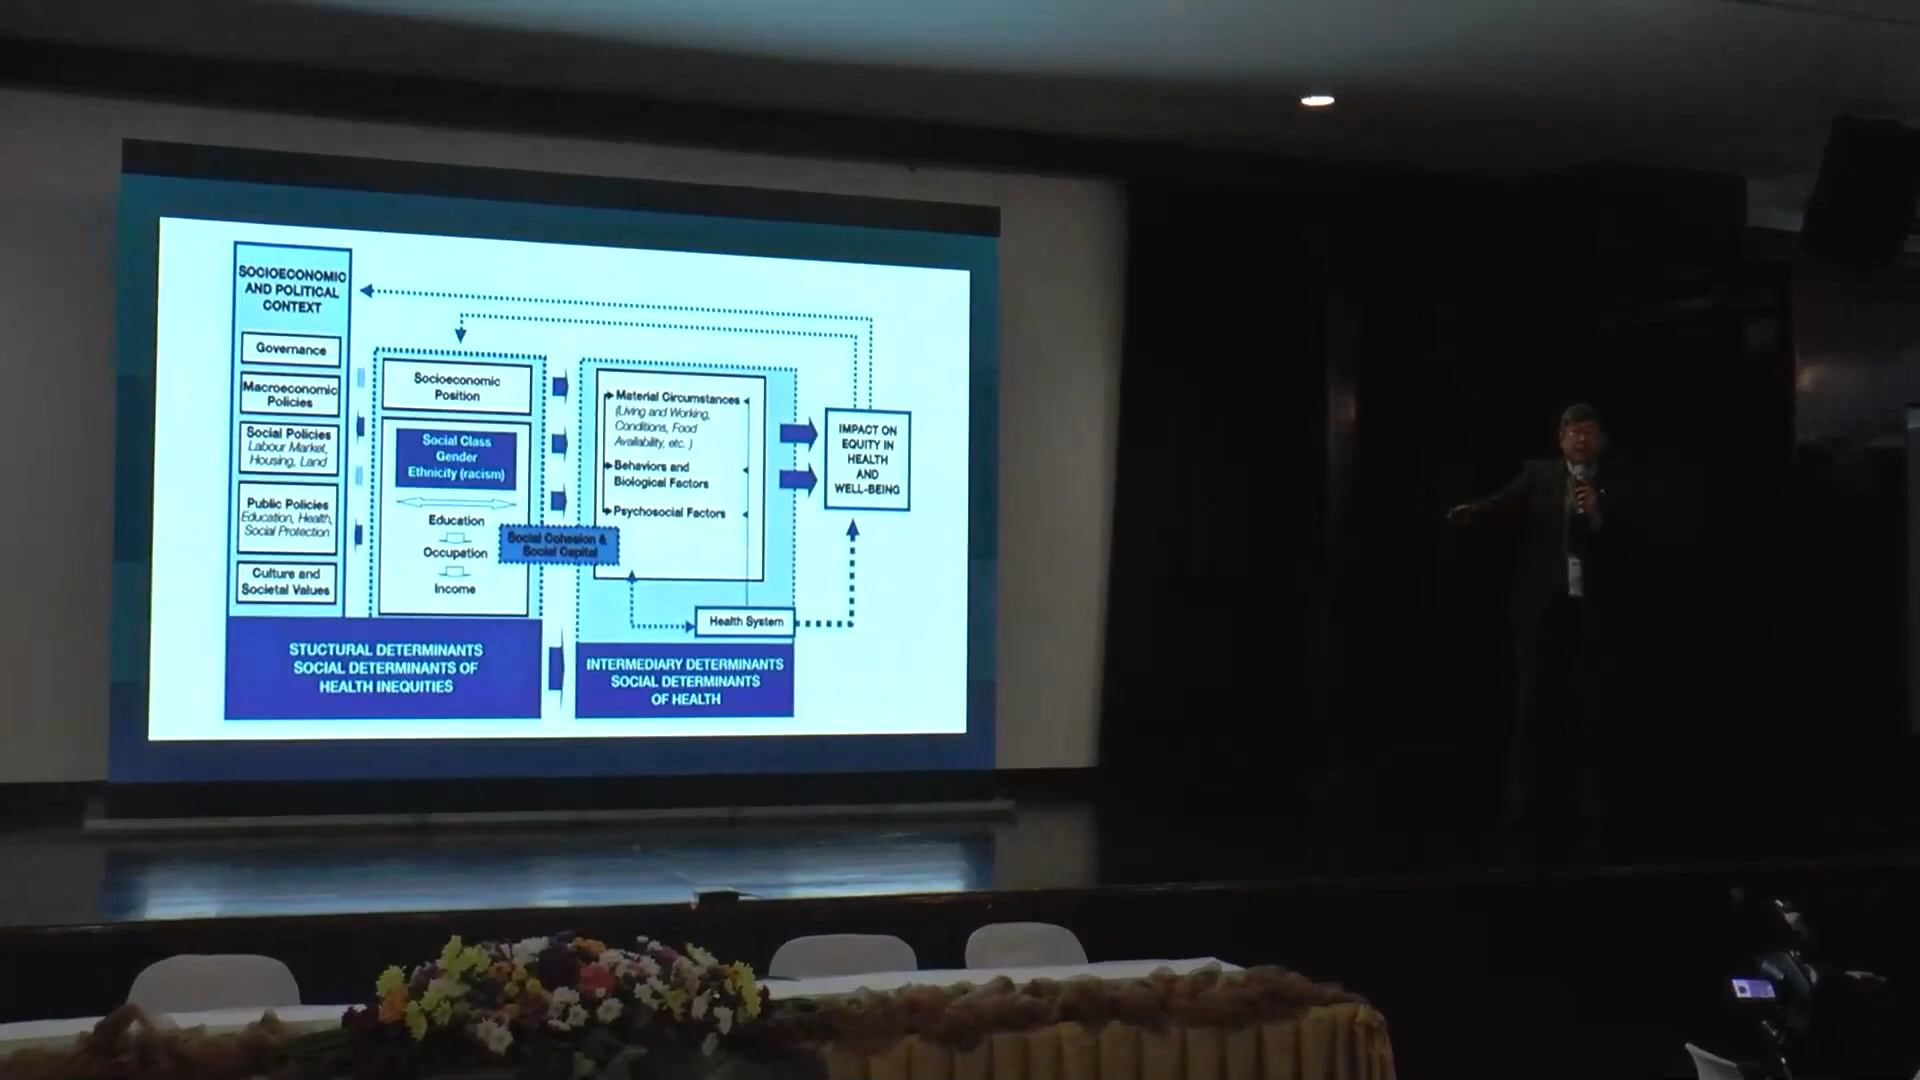 SOCIOECONOMIC
AND POLITICAL
CONTEXT
Governance
Macroeconomic
Policies
Social Policies
Labour Market,
Housing, Land
Public Policies
Education, Health,
Social Protection
Culture and
Societal Values
Socioeconomic
Position
Social Class
Gender
Ethnicity (racism)
Education
Occupation
Income
Social Cohesion &
Social Capital
Material Circumstances
(Living and Working,
Conditions, Food
Availability, etc. )
Behaviors and
Biological Factors
Psychosocial Factors
Health System
IMPACT ON
EQUITY IN
HEALTH
AND
WELL-BEING
STUCTURAL DETERMINANTS
SOCIAL DETERMINANTS OF
HEALTH INEQUITIES
INTERMEDIARY DETERMINANTS
SOCIAL DETERMINANTS
OF HEALTH